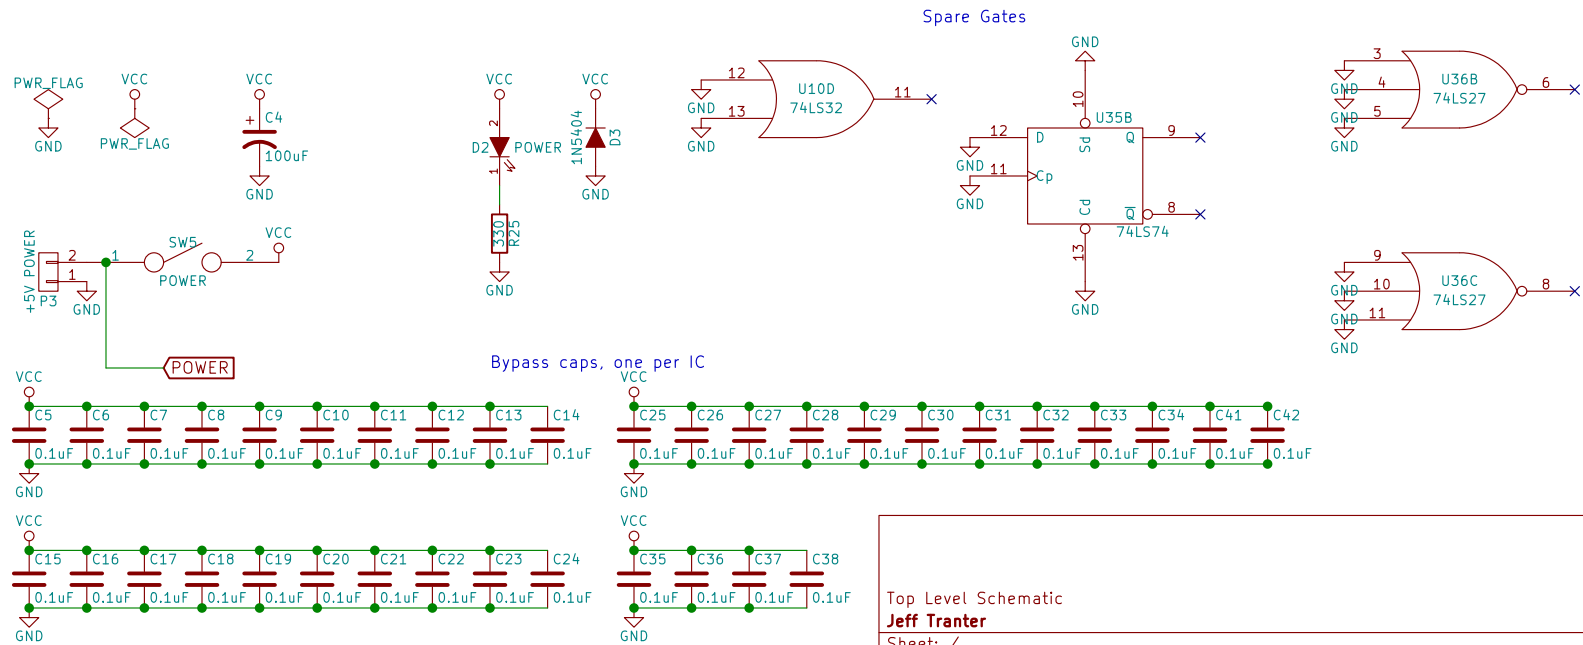 Spare Gates
PWR_FLAG
GND
VCC
PWR_FLAG
VCC
+
C4
100uF
GND
VCC
2
D2
POWER
1
330
R25
GND
VCC
1N5404
D3
GND
12
GND
13
GND
U10D
74LS32
11
GND
10
U35B
12
D
GND
11
Cp
GND
Sd
Cd
Q
9
Q
8
74LS74
13
GND
3
GND
4
GND
5
GND
U36B
74LS27
6
9
GND
10
GND
11
GND
U36C
74LS27
8
+5V POWER
P3
2
1
GND
1
SW5
POWER
2
VCC
POWER
Bypass caps, one per IC
VCC
C5 C6 C7 C8 C9 C10 C11 C12 C13 C14
0.1uF 0.1uF 0.1uF 0.1uF 0.1uF 0.1uF 0.1uF 0.1uF 0.1uF 0.1uF
GND
VCC
C25 C26 C27 C28 C29 C30 C31 C32 C33 C34 C41 C42
0.1uF 0.1uF 0.1uF 0.1uF 0.1uF 0.1uF 0.1uF 0.1uF 0.1uF 0.1uF 0.1uF 0.1uF
GND
VCC
C15 C16 C17 C18 C19 C20 C21 C22 C23 C24
0.1uF 0.1uF 0.1uF 0.1uF 0.1uF 0.1uF 0.1uF 0.1uF 0.1uF 0.1uF
GND
VCC
C35 C36 C37 C38
0.1uF 0.1uF 0.1uF 0.1uF
GND
Top Level Schematic
Jeff Tranter
Sheet: /